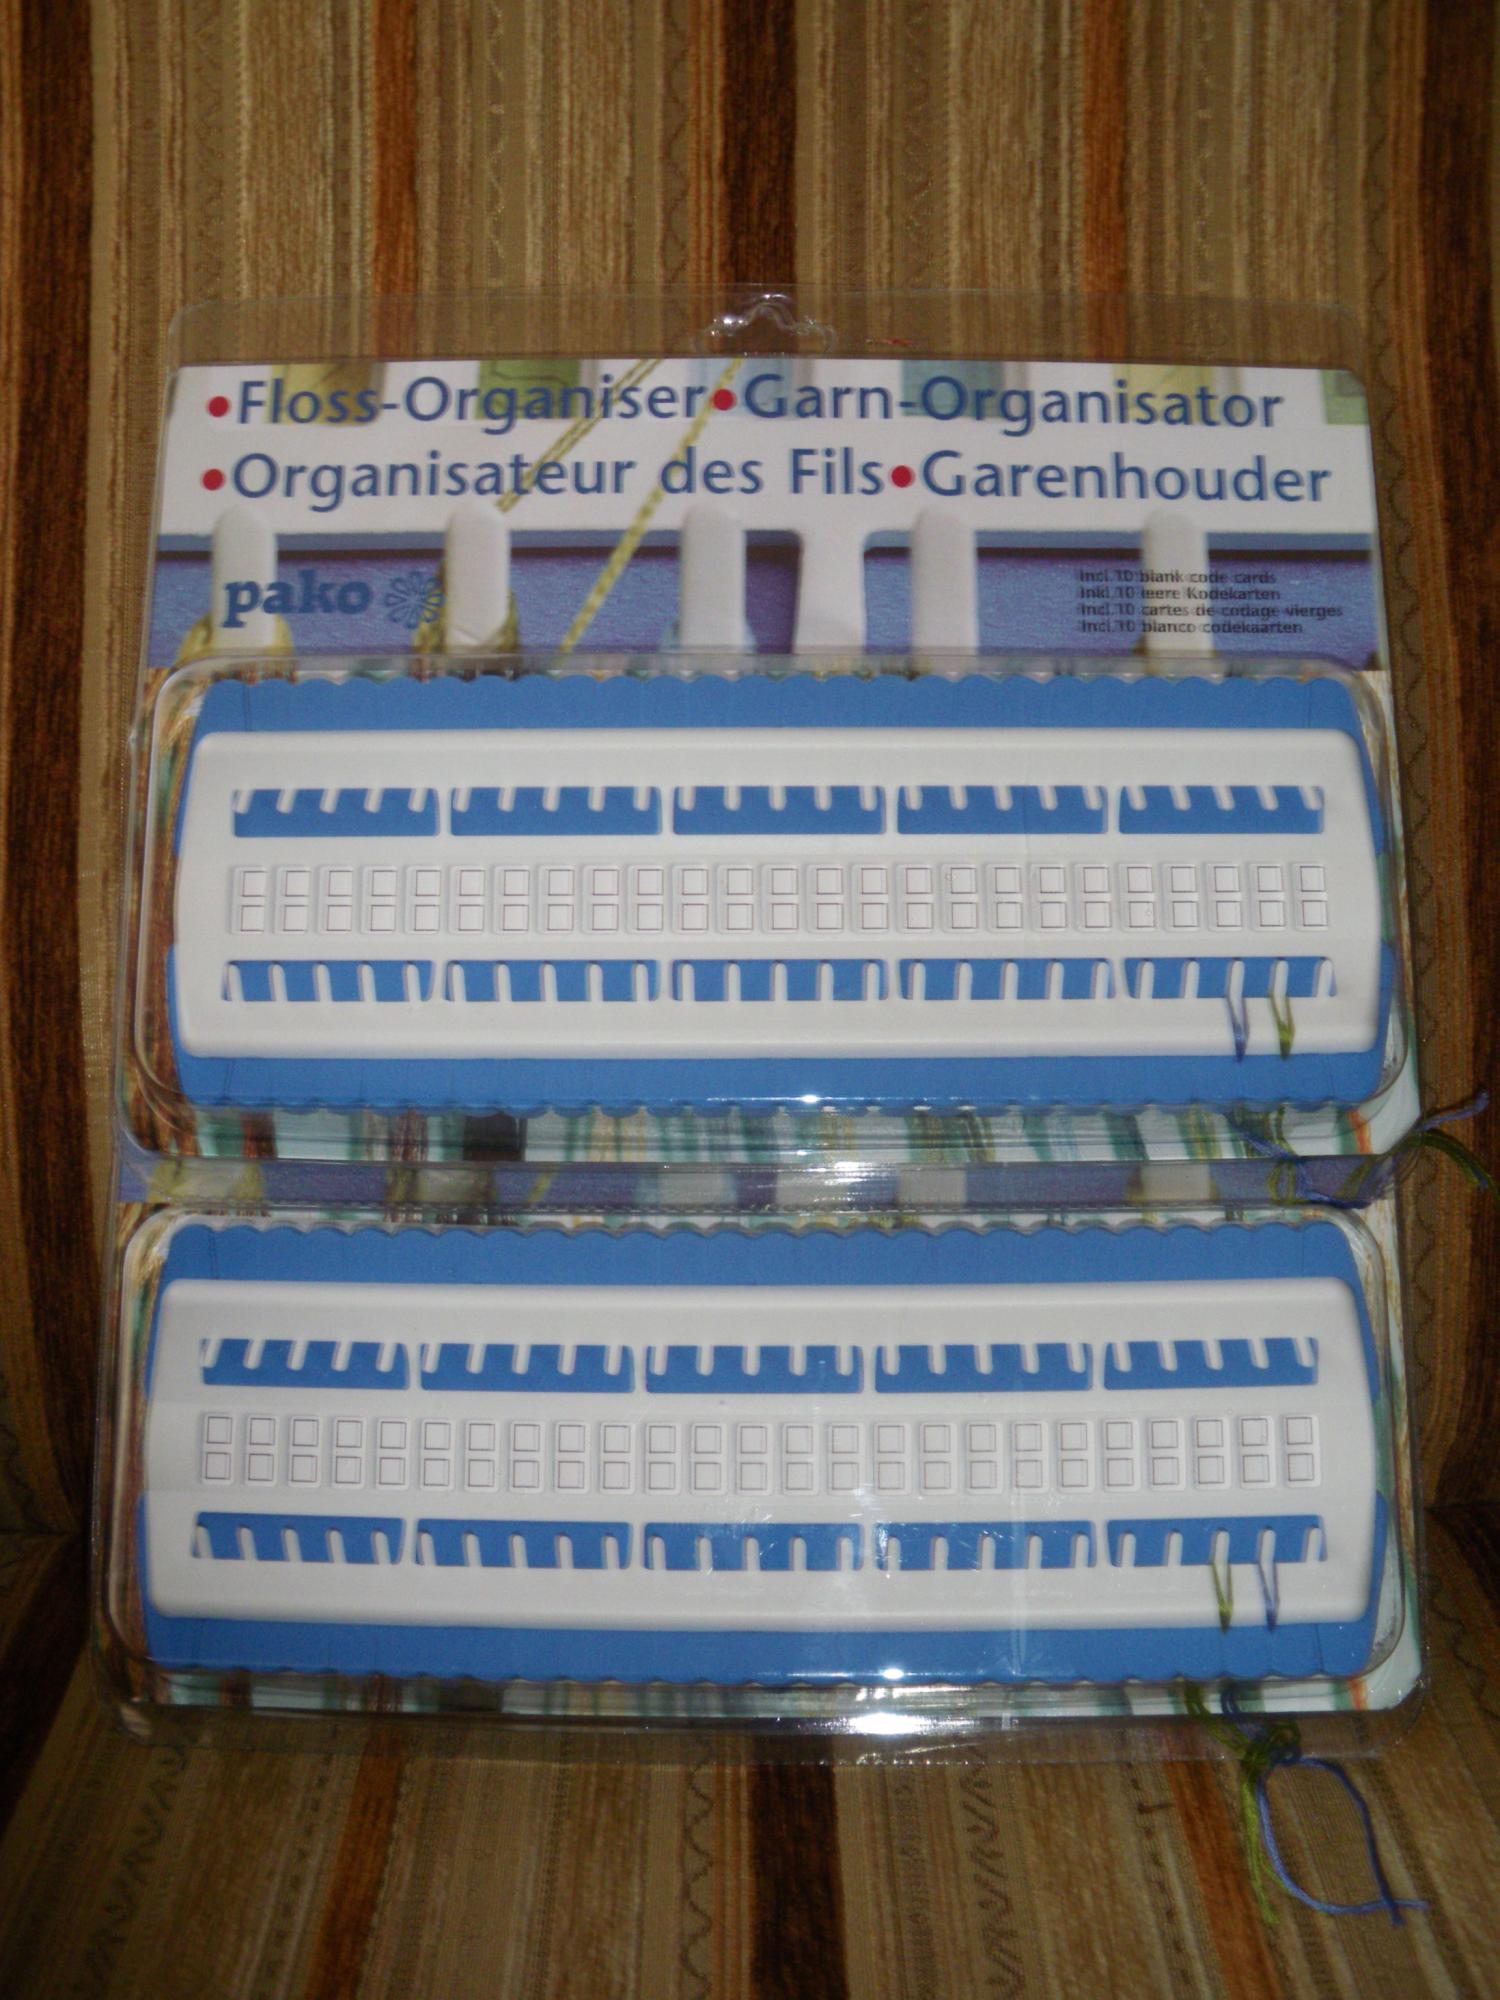 •Floss-Organiser•Garn-Organisator
•Organisateur des Fils•Garenhouder
pako
Incl. 10 blank code cards
Inkl. 10 leere Kodekarten
Incl. 10 cartes de codage vierges
Incl. 10 blanco codekaarten